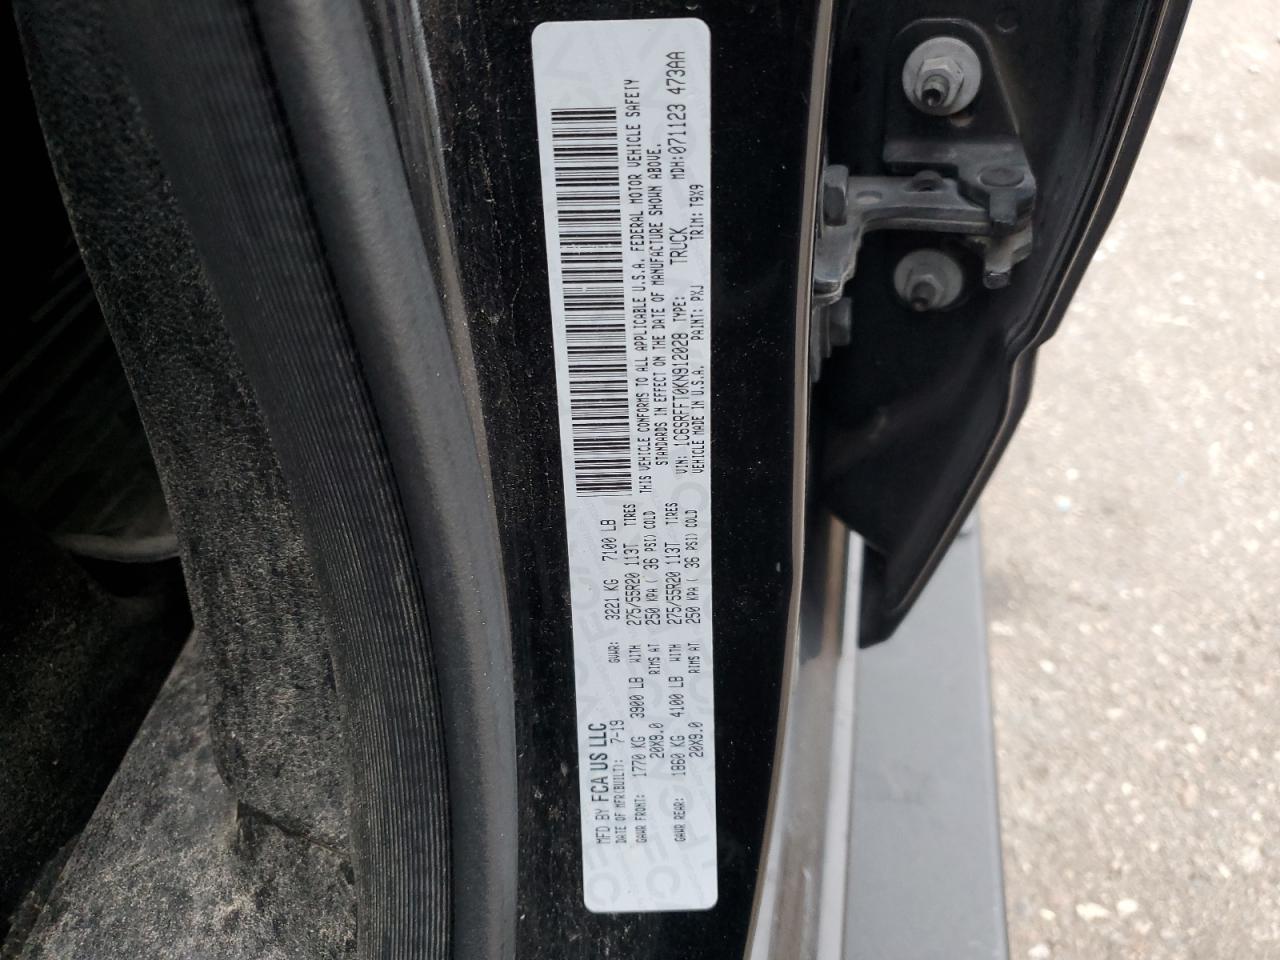 MFD BY FCA US LLC
DATE OF MFR(BUILT): 7-19 GVWR: 3221 KG 7100 LB
GAWR FRONT: 1770 KG 3900 LB WITH 275/55R20 113T TIRES
20X9.0 RIMS AT 250 KPA ( 36 PSI) COLD
GAWR REAR: 1860 KG 4100 LB WITH 275/55R20 113T TIRES
20X9.0 RIMS AT 250 KPA ( 36 PSI) COLD
THIS VEHICLE CONFORMS TO ALL APPLICABLE U.S.A. FEDERAL MOTOR VEHICLE SAFETY
STANDARDS IN EFFECT ON THE DATE OF MANUFACTURE SHOWN ABOVE.
VIN: 1C6SRFFT0KN912028 TYPE: TRUCK MDH:071123 473AA
VEHICLE MADE IN U.S.A. PAINT: PXJ TRIM: T9X9